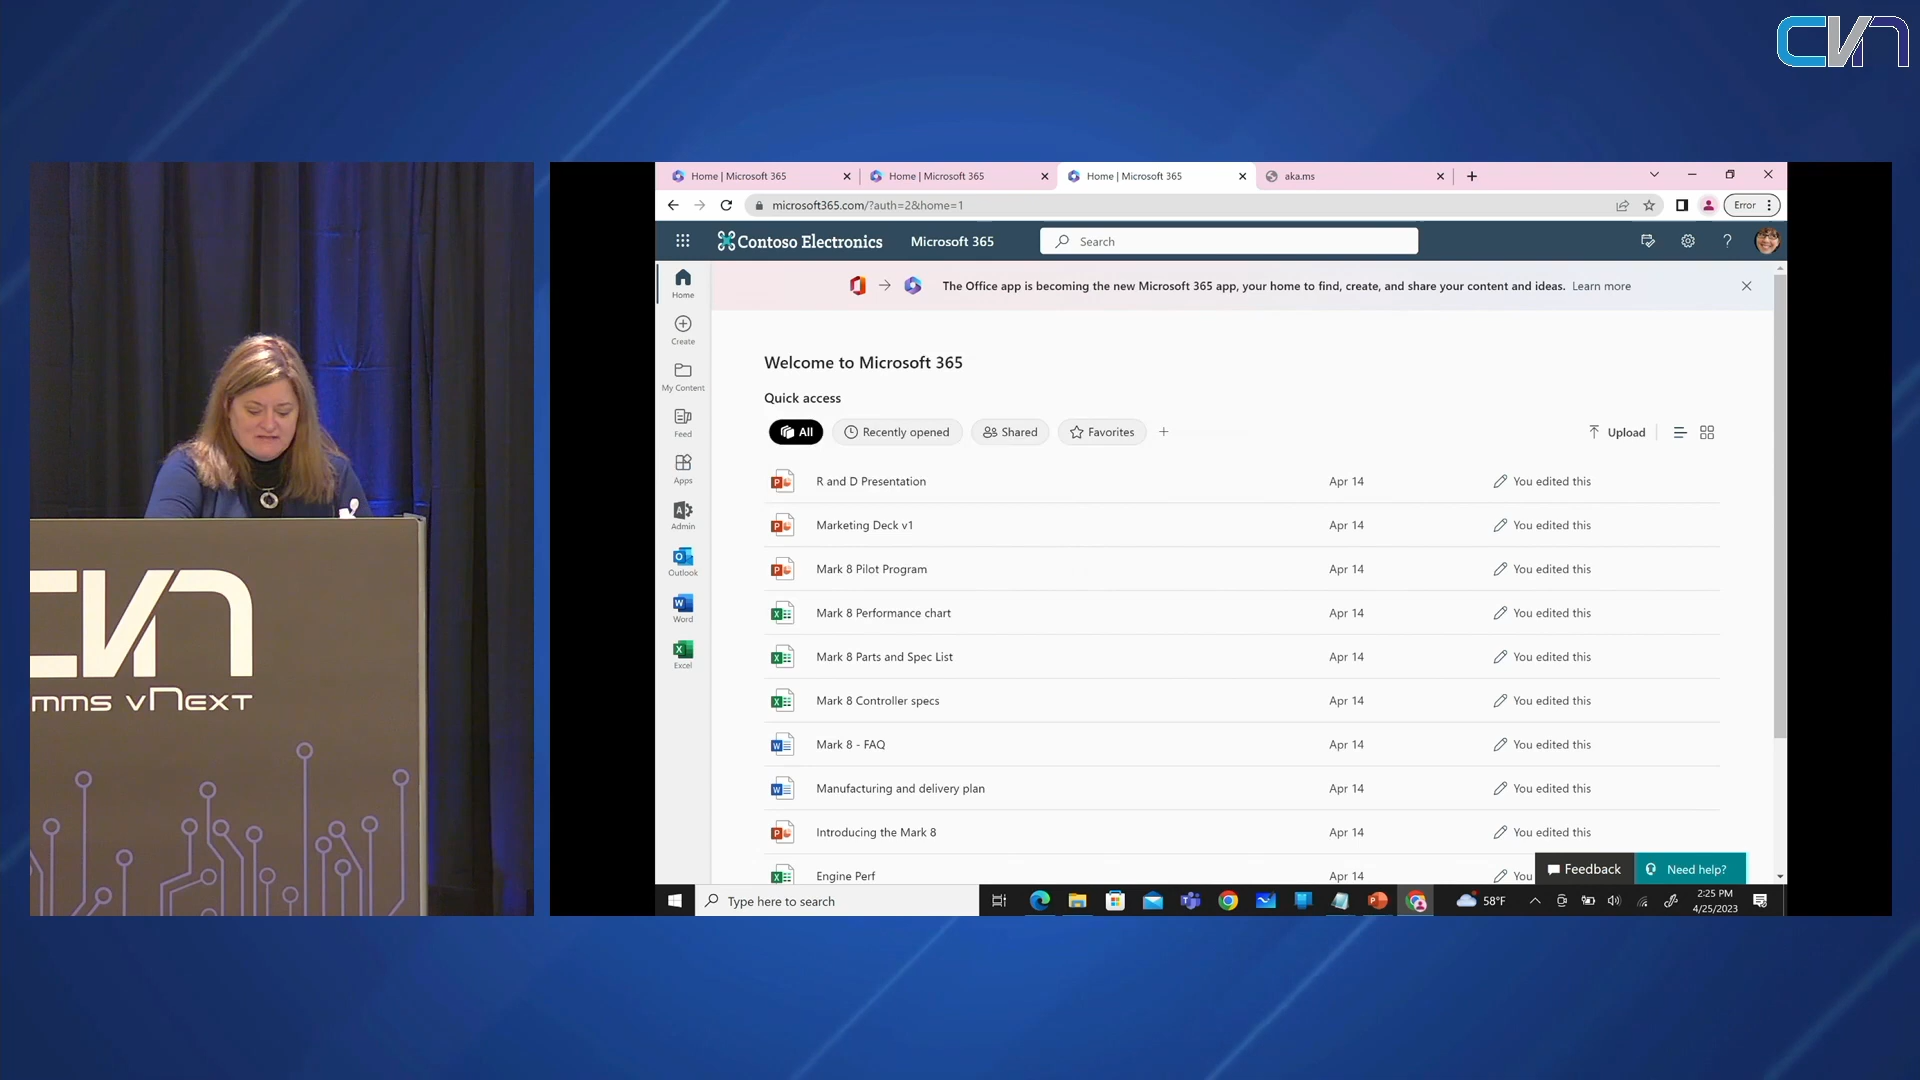 CVN
CVN
mms vNext
Home | Microsoft 365
Home | Microsoft 365
Home | Microsoft 365
aka.ms
microsoft365.com/?auth=2&home=1
Error
Contoso Electronics
Microsoft 365
Search
The Office app is becoming the new Microsoft 365 app, your home to find, create, and share your content and ideas. Learn more
Home
Create
My Content
Feed
Apps
Admin
Outlook
Word
Excel
Welcome to Microsoft 365
Quick access
All
Recently opened
Shared
Favorites
Upload
R and D Presentation Apr 14 You edited this
Marketing Deck v1 Apr 14 You edited this
Mark 8 Pilot Program Apr 14 You edited this
Mark 8 Performance chart Apr 14 You edited this
Mark 8 Parts and Spec List Apr 14 You edited this
Mark 8 Controller specs Apr 14 You edited this
Mark 8 - FAQ Apr 14 You edited this
Manufacturing and delivery plan Apr 14 You edited this
Introducing the Mark 8 Apr 14 You edited this
Engine Perf Apr 14 You
Feedback
Need help?
Type here to search
58°F
2:25 PM
4/25/2023